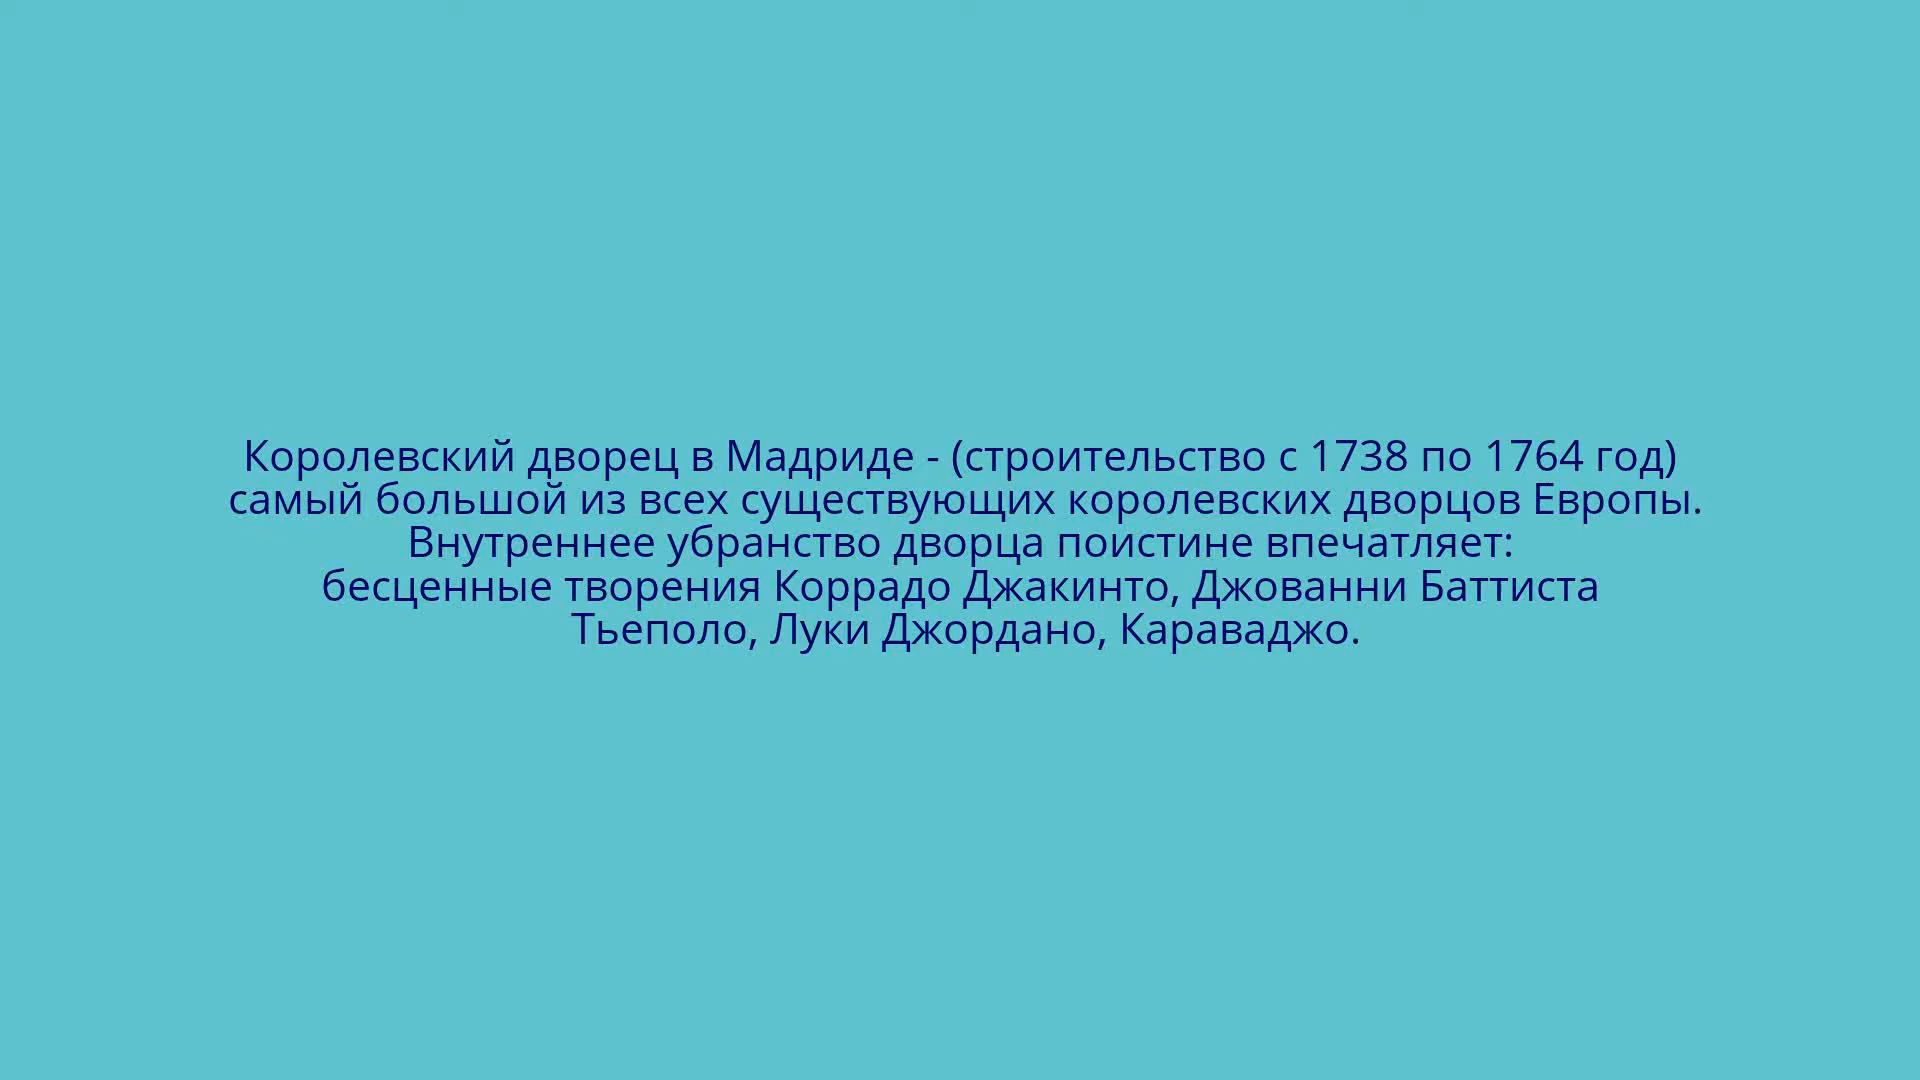 Королевский дворец в Мадриде - (строительство с 1738 по 1764 год)
самый большой из всех существующих королевских дворцов Европы.
Внутреннее убранство дворца поистине впечатляет:
бесценные творения Коррадо Джакинто, Джованни Баттиста
Тьеполо, Луки Джордано, Караваджо.